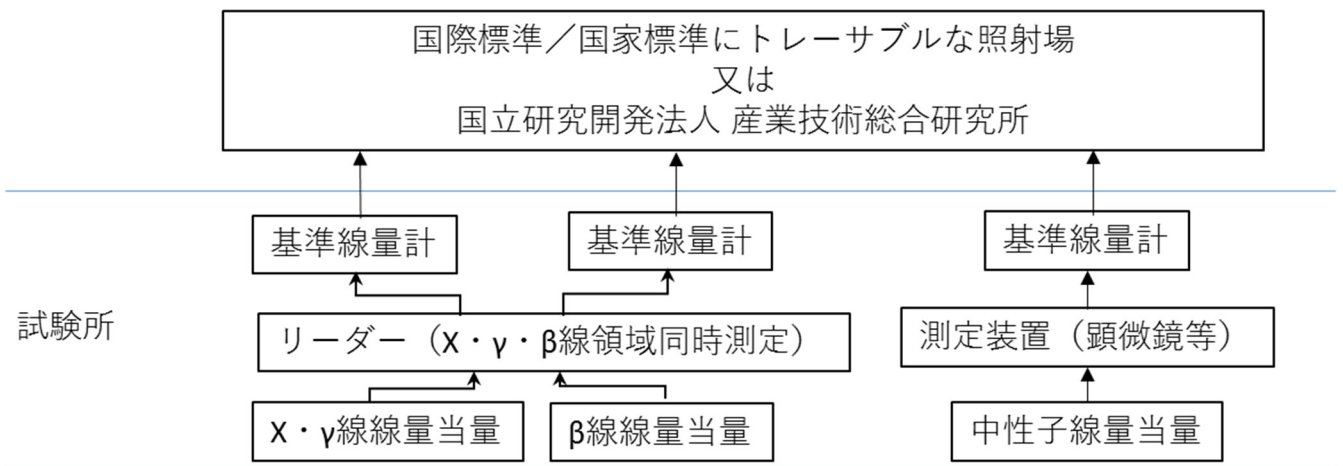 国際標準／国家標準にトレーサブルな照射場
又は
国立研究開発法人 産業技術総合研究所
基準線量計
基準線量計
基準線量計
試験所
リーダー（X・γ・β線領域同時測定）
測定装置（顕微鏡等）
X・γ線線量当量
β線線量当量
中性子線量当量